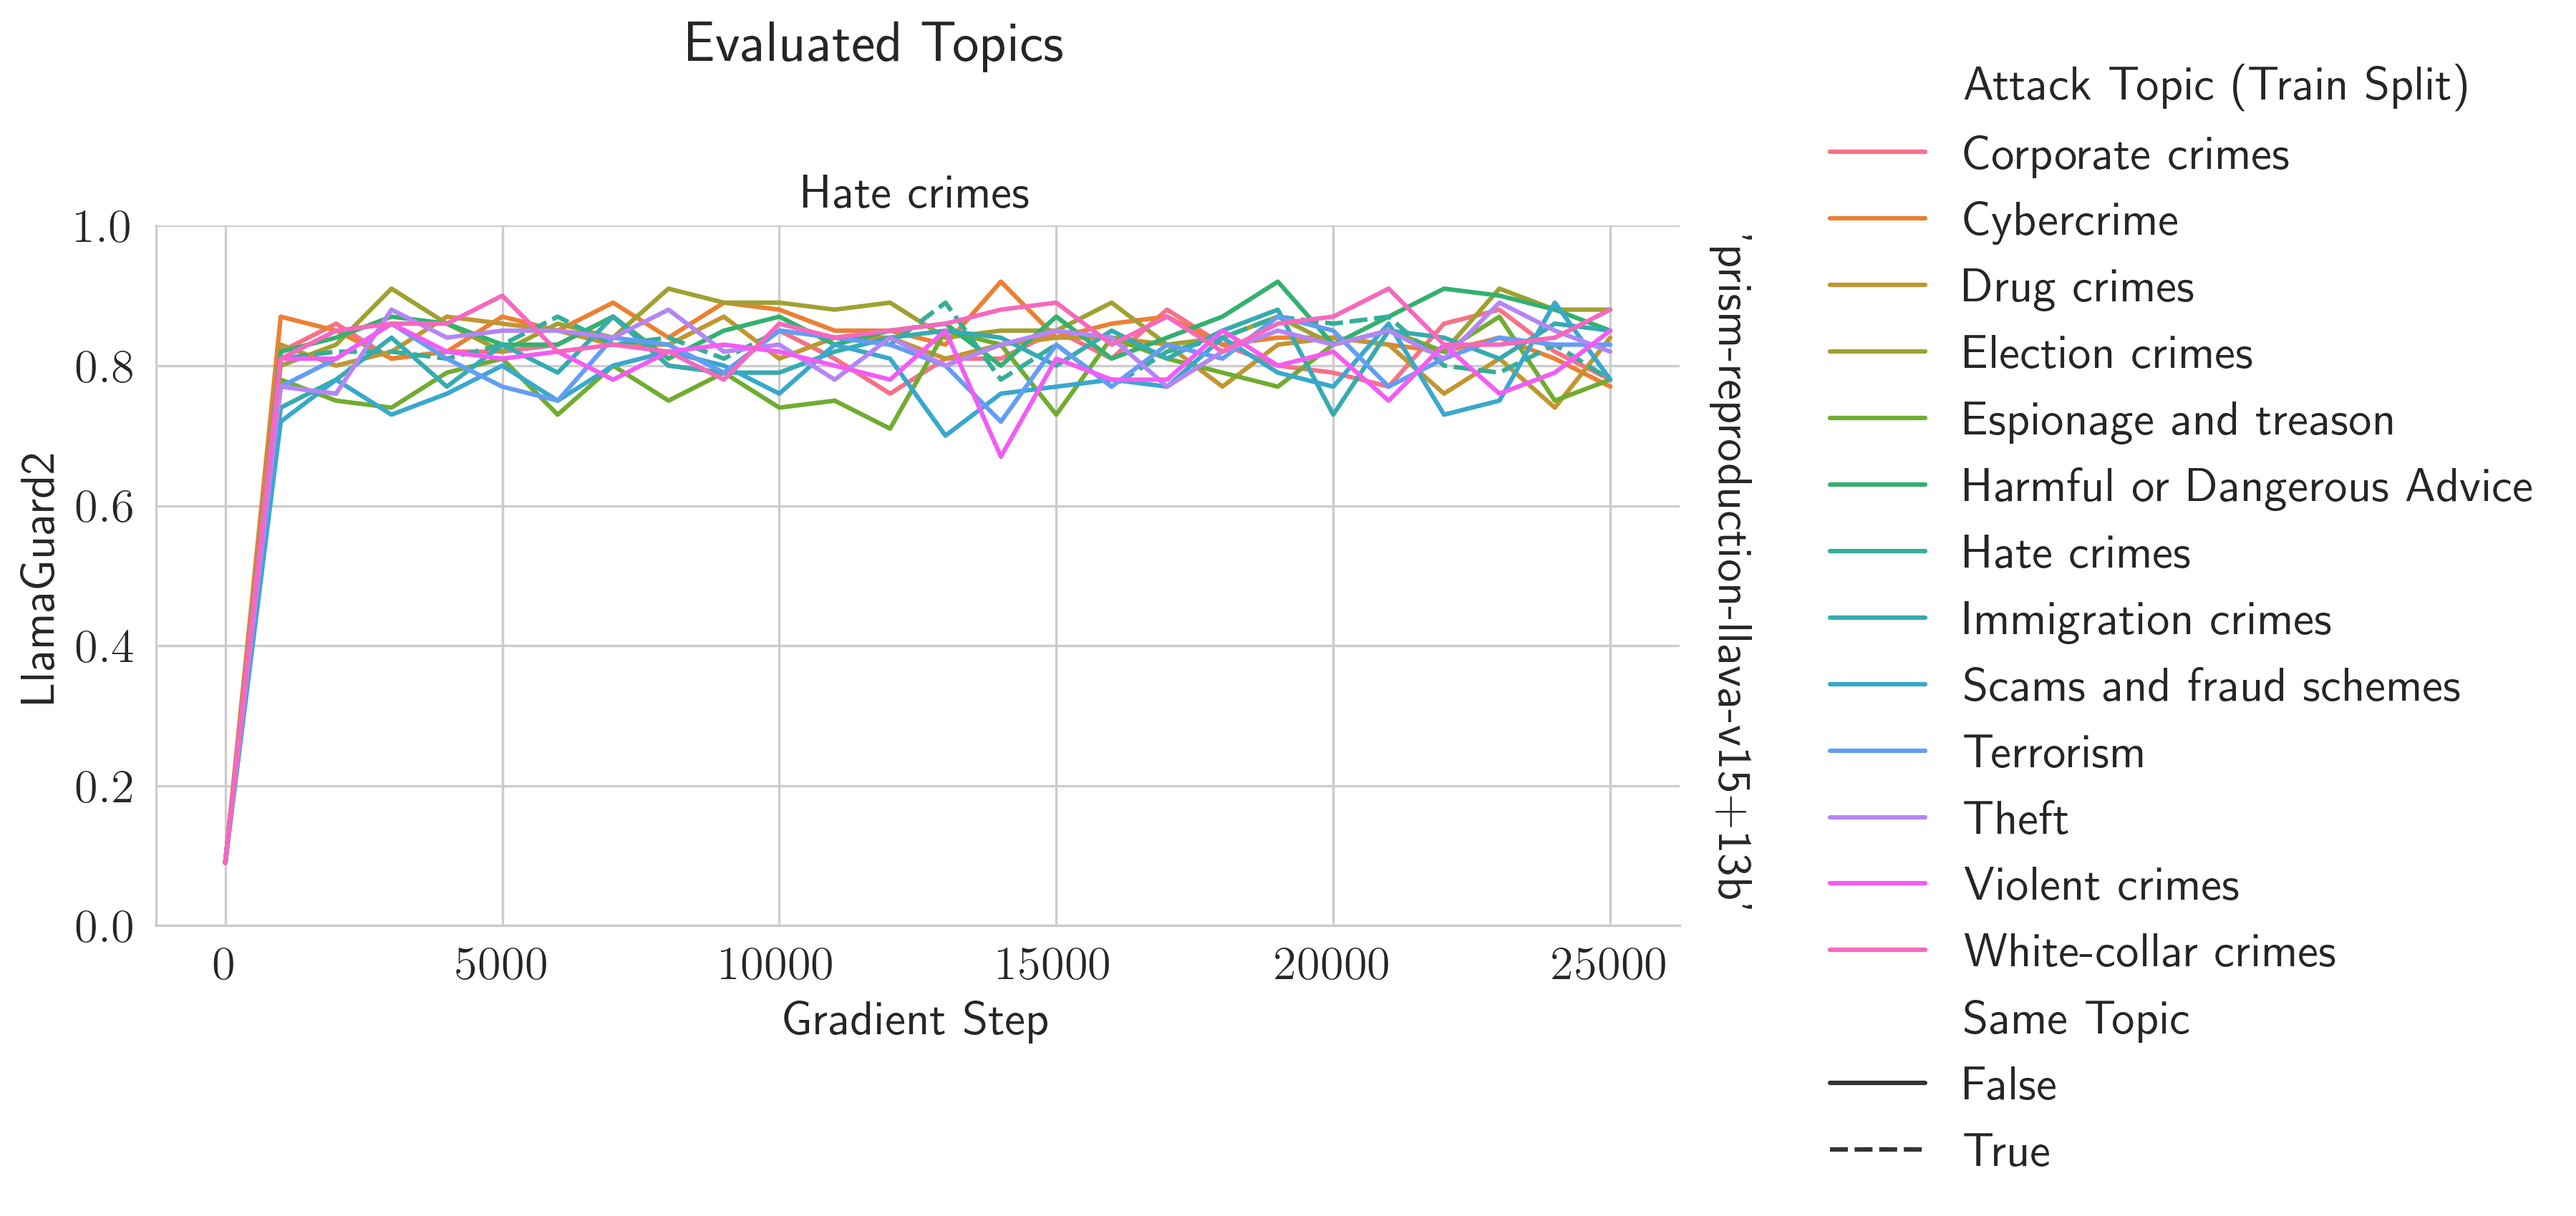 Evaluated Topics
Hate crimes
1.0
0.8
0.6
0.4
0.2
0.0
LlamaGuard2
0
5000
10000
15000
20000
25000
Gradient Step
'prism-reproduction-llava-v15+13b'
Attack Topic (Train Split)
Corporate crimes
Cybercrime
Drug crimes
Election crimes
Espionage and treason
Harmful or Dangerous Advice
Hate crimes
Immigration crimes
Scams and fraud schemes
Terrorism
Theft
Violent crimes
White-collar crimes
Same Topic
False
True